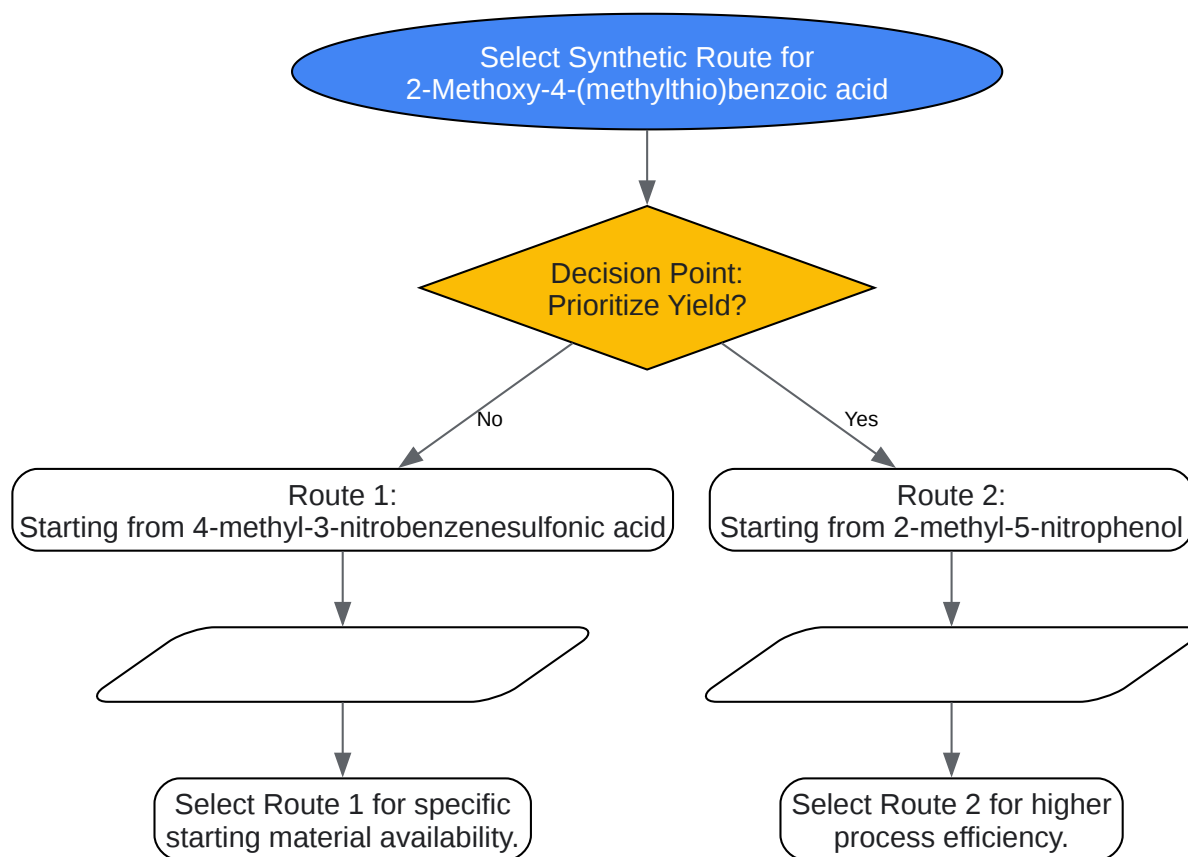 Select Synthetic Route for
2-Methoxy-4-(methylthio)benzoic acid
Decision Point:
Prioritize Yield?
No
Yes
Route 1:
Starting from 4-methyl-3-nitrobenzenesulfonic acid
Route 2:
Starting from 2-methyl-5-nitrophenol
Select Route 1 for specific
starting material availability.
Select Route 2 for higher
process efficiency.